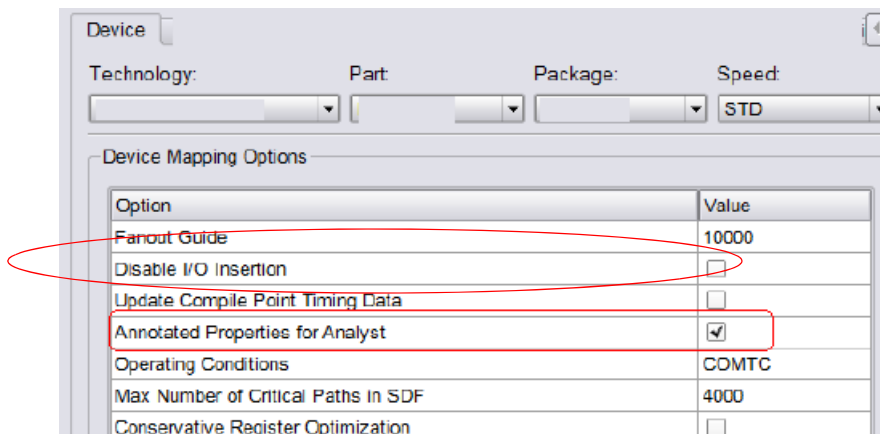 Device
Technology: Part: Package: Speed:
STD
Device Mapping Options
Option Value
Fanout Guide 10000
Disable I/O Insertion
Update Compile Point Timing Data
Annotated Properties for Analyst
Operating Conditions COMTC
Max Number of Critical Paths in SDF 4000
Conservative Register Optimization